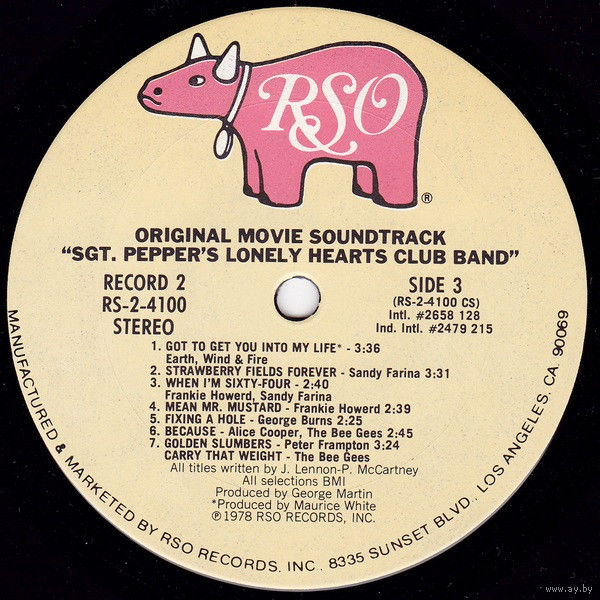 RSO
®
ORIGINAL MOVIE SOUNDTRACK
“SGT. PEPPER'S LONELY HEARTS CLUB BAND”
RECORD 2
RS-2-4100
STEREO
SIDE 3
(RS-2-4100 CS)
Intl. #2658 128
Ind. Intl. #2479 215
1. GOT TO GET YOU INTO MY LIFE* - 3:36
Earth, Wind & Fire
2. STRAWBERRY FIELDS FOREVER - Sandy Farina 3:31
3. WHEN I'M SIXTY-FOUR - 2:40
Frankie Howerd, Sandy Farina
4. MEAN MR. MUSTARD - Frankie Howerd 2:39
5. FIXING A HOLE - George Burns 2:25
6. BECAUSE - Alice Cooper, The Bee Gees 2:45
7. GOLDEN SLUMBERS - Peter Frampton 3:24
CARRY THAT WEIGHT - The Bee Gees
All titles written by J. Lennon-P. McCartney
All selections BMI
Produced by George Martin
*Produced by Maurice White
℗ 1978 RSO RECORDS, INC.
MANUFACTURED & MARKETED BY RSO RECORDS, INC. 8335 SUNSET BLVD., LOS ANGELES, CA. 90069
www.ay.by